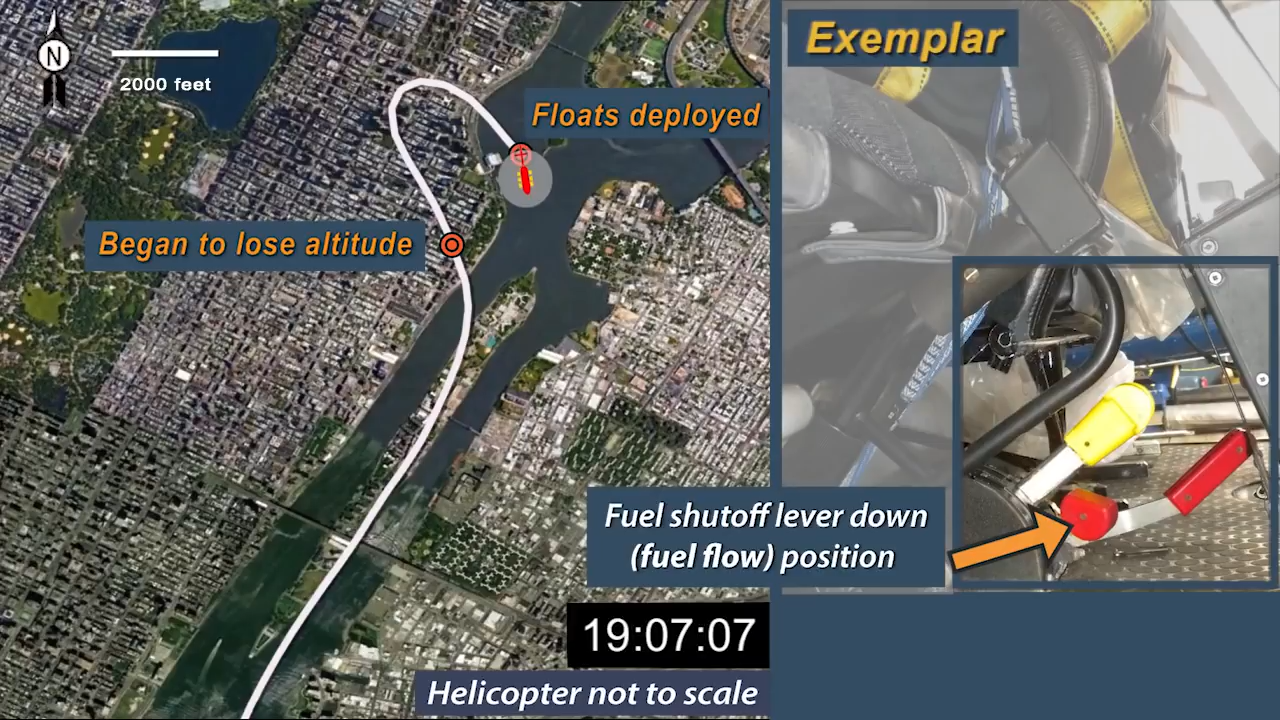 N
2000 feet
Floats deployed
Began to lose altitude
Exemplar
Fuel shutoff lever down
(fuel flow) position
19:07:07
Helicopter not to scale